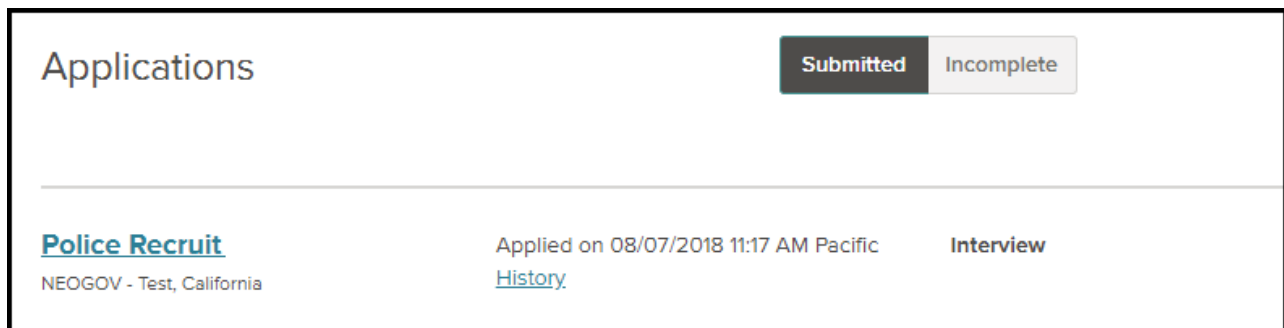 Applications
Submitted
Incomplete
Police Recruit
Applied on 08/07/2018 11:17 AM Pacific
Interview
NEOGOV - Test, California
History